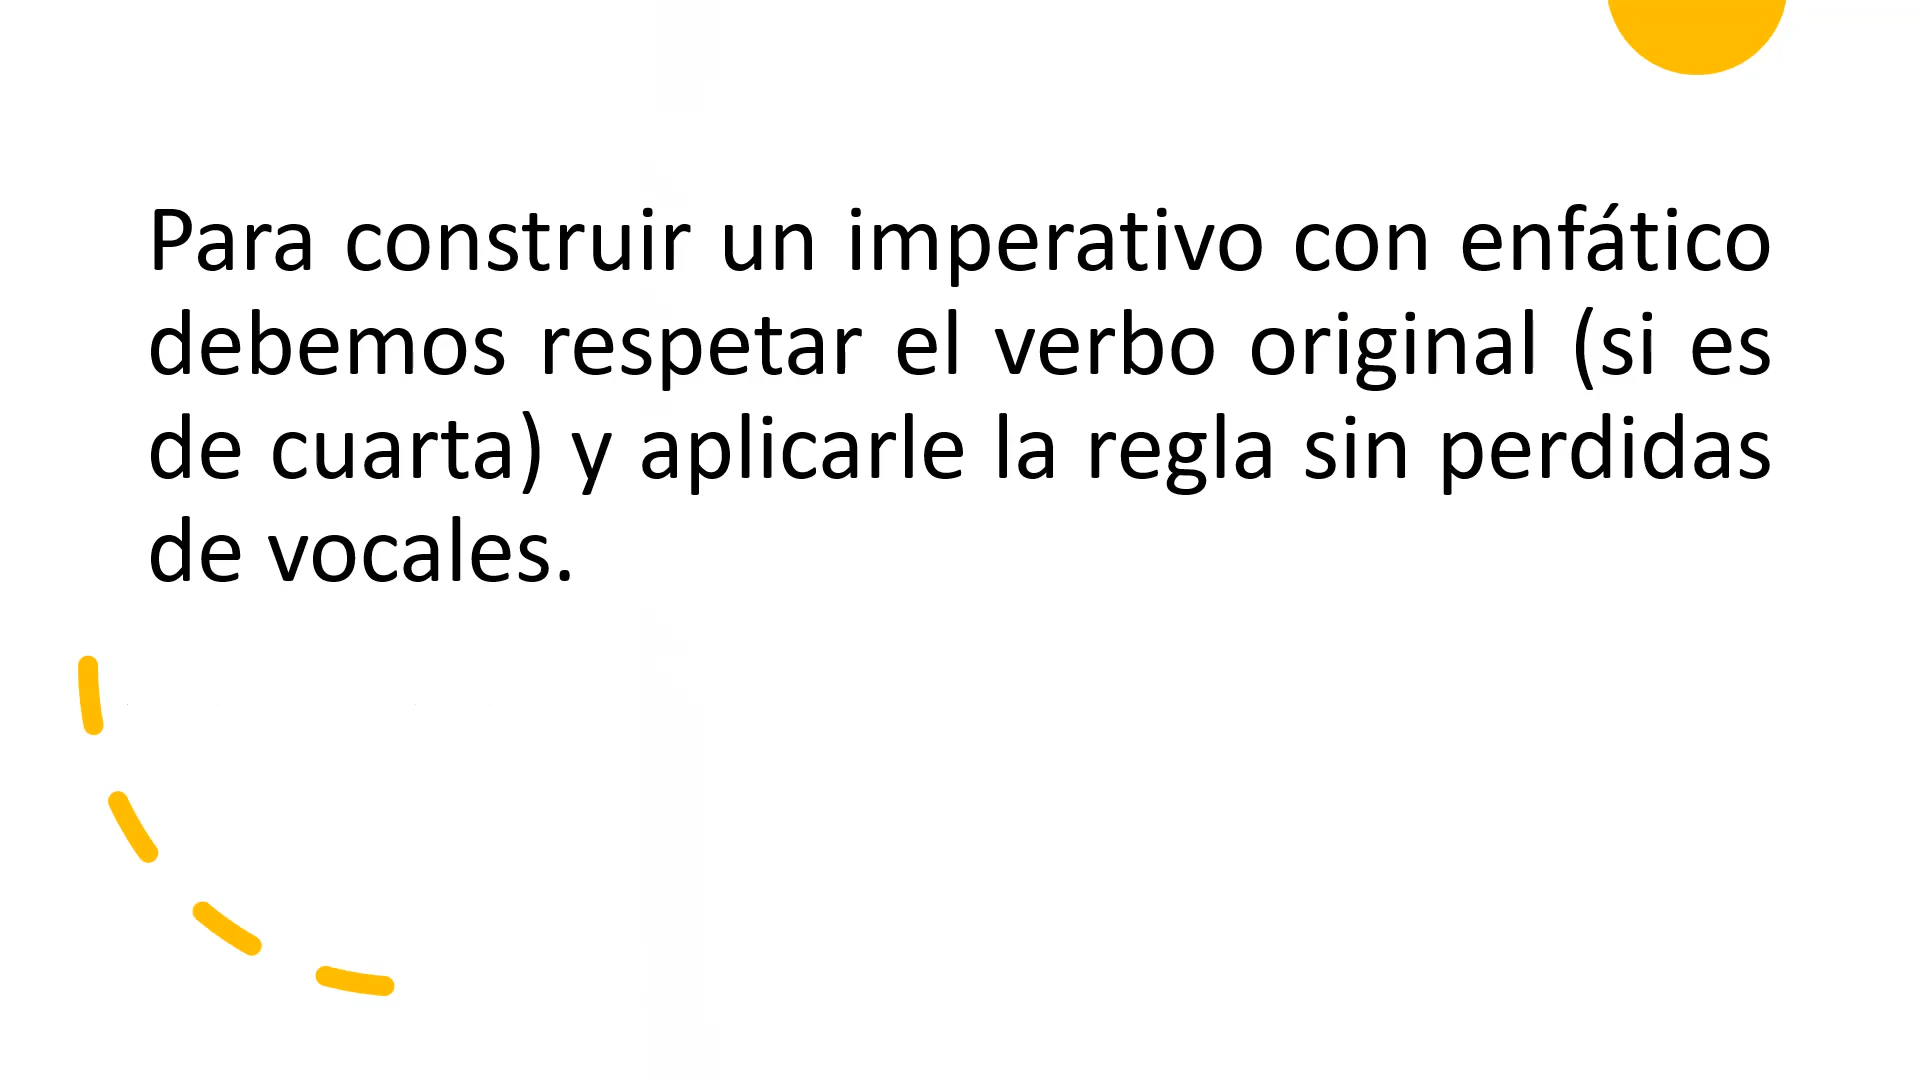 Para construir un imperativo con enfático
debemos respetar el verbo original (si es
de cuarta) y aplicarle la regla sin perdidas
de vocales.